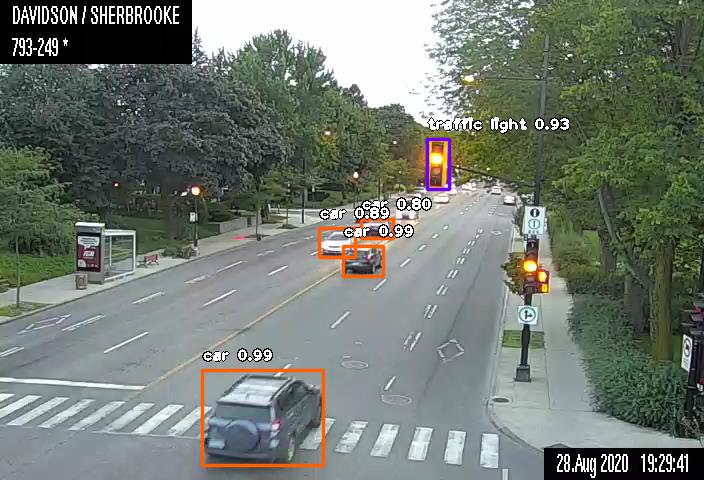 DAVIDSON / SHERBROOKE
793-249 *
traffic light 0.93
car 0.89
car 0.80
car 0.99
car 0.99
28.Aug 2020 19:29:41